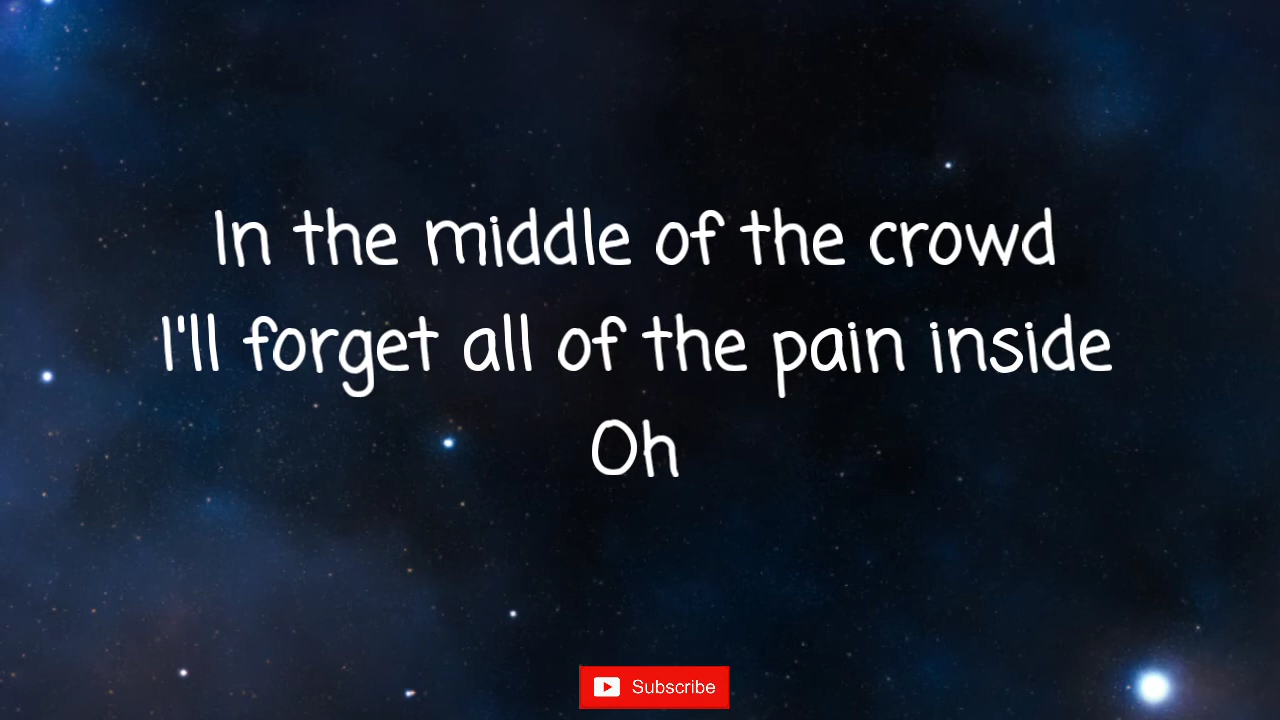 In the middle of the crowd
I'll forget all of the pain inside
Oh
Subscribe